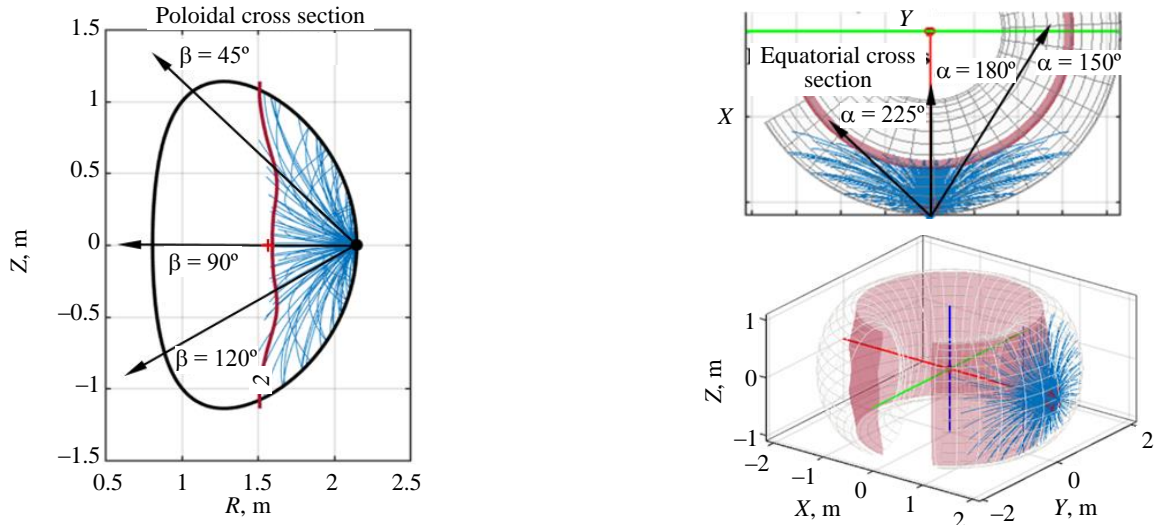 Poloidal cross section
1.5
1
0.5
0
−0.5
−1
−1.5
Z, m
β = 45º
β = 90º
β = 120º
2
0.5
1
1.5
2
2.5
R, m
Y
Equatorial cross
section
α = 180º
α = 150º
α = 225º
X
1
0
−1
Z, m
−2
−1
0
1
2
X, m
−2
0
2
Y, m